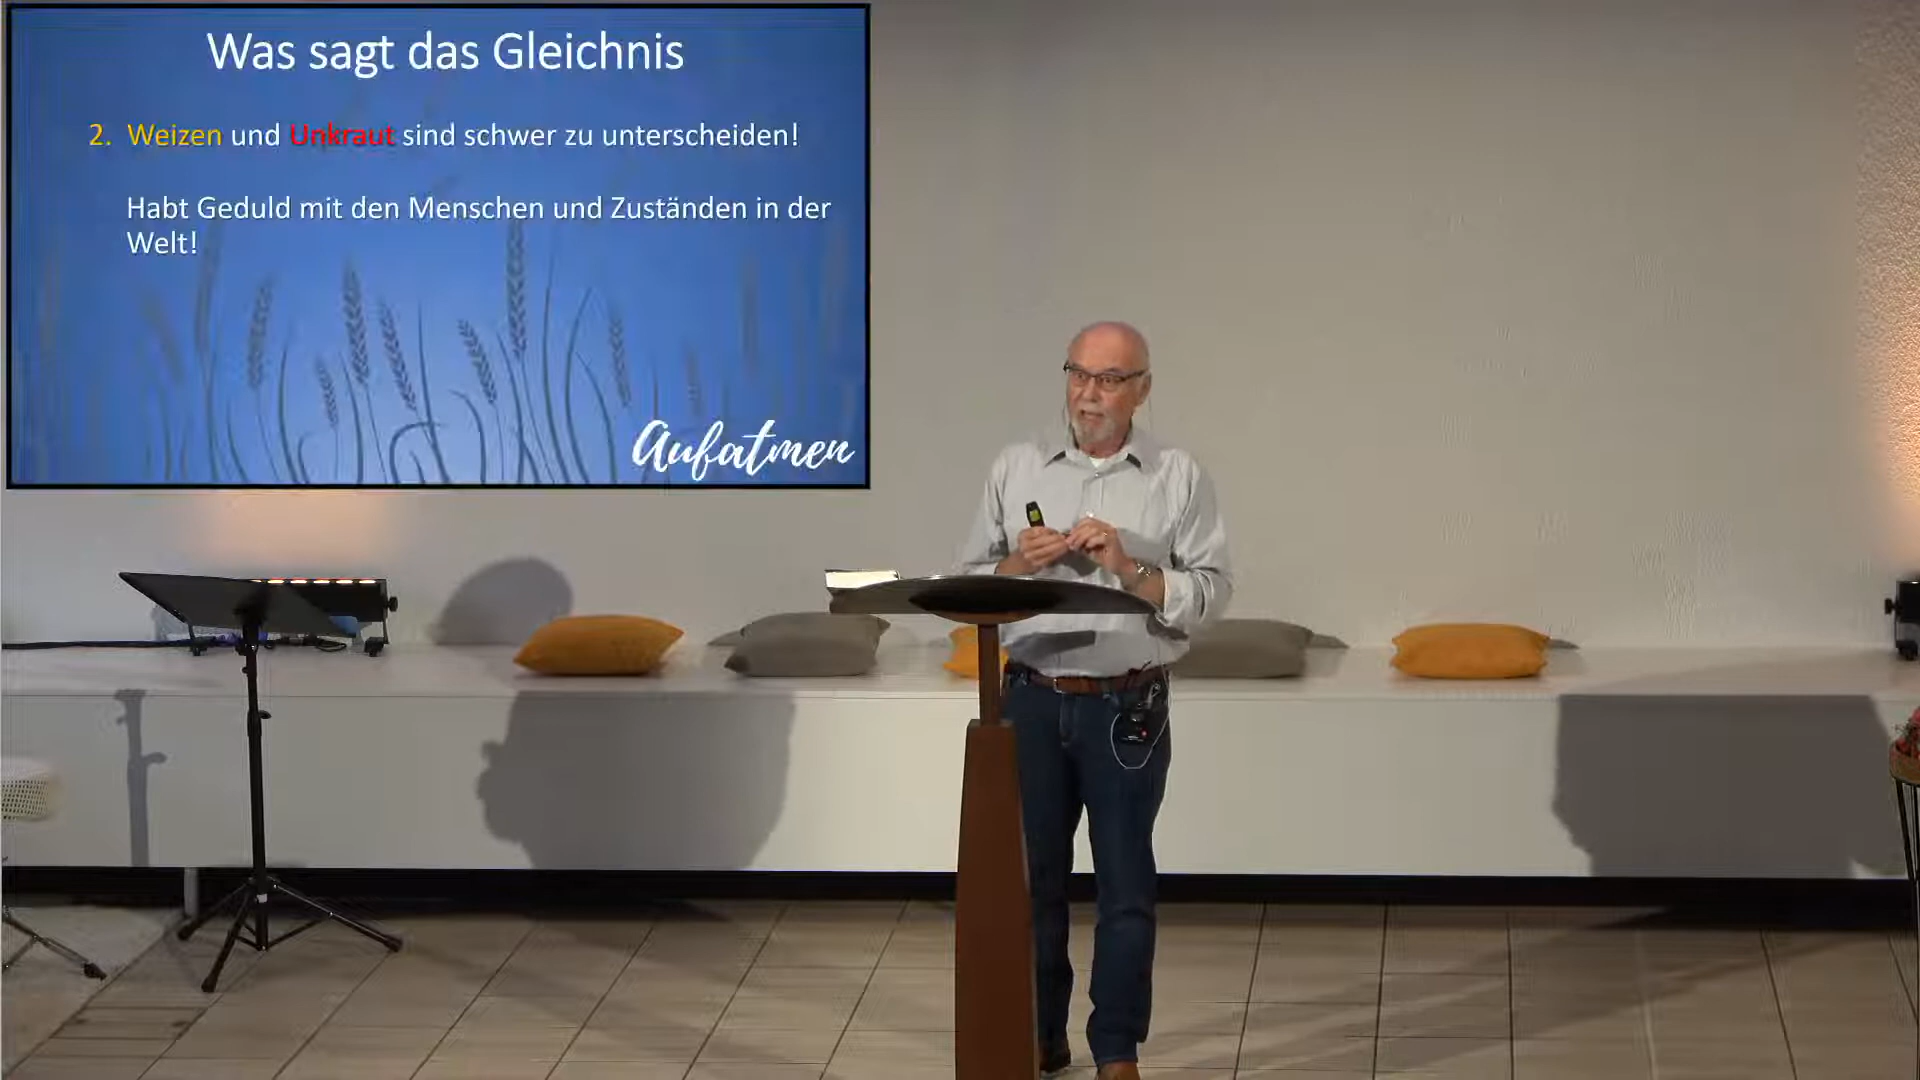 Was sagt das Gleichnis
2. Weizen und Unkraut sind schwer zu unterscheiden!
Habt Geduld mit den Menschen und Zuständen in der
Welt!
Aufatmen